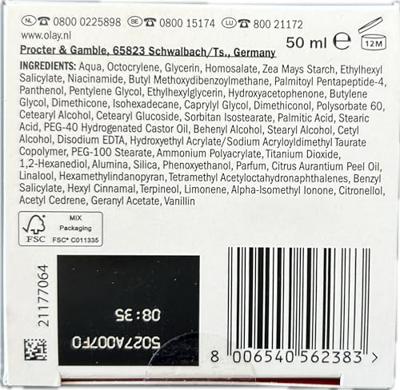 NL 0800 0225898 BE 0800 15174 LU 800 21172
www.olay.nl
Procter & Gamble, 65823 Schwalbach/Ts., Germany
50 ml e 12M
INGREDIENTS: Aqua, Octocrylene, Glycerin, Homosalate, Zea Mays Starch, Ethylhexyl
Salicylate, Niacinamide, Butyl Methoxydibenzoylmethane, Palmitoyl Pentapeptide-4,
Panthenol, Pentylene Glycol, Ethylhexylglycerin, Hydroxyacetophenone, Butylene
Glycol, Dimethicone, Isohexadecane, Caprylyl Glycol, Dimethiconol, Polysorbate 60,
Cetearyl Alcohol, Cetearyl Glucoside, Sorbitan Isostearate, Palmitic Acid, Stearic
Acid, PEG-40 Hydrogenated Castor Oil, Behenyl Alcohol, Stearyl Alcohol, Cetyl
Alcohol, Disodium EDTA, Hydroxyethyl Acrylate/Sodium Acryloyldimethyl Taurate
Copolymer, PEG-100 Stearate, Ammonium Polyacrylate, Titanium Dioxide,
1,2-Hexanediol, Alumina, Silica, Phenoxyethanol, Parfum, Citrus Aurantium Peel Oil,
Linalool, Hexamethylindanopyran, Tetramethyl Acetyloctahydronaphthalenes, Benzyl
Salicylate, Hexyl Cinnamal, Terpineol, Limonene, Alpha-Isomethyl Ionone, Citronellol,
Acetyl Cedrene, Geranyl Acetate, Vanillin
FSC
MIX
Packaging
FSC® C011335
21177064
5027A007F0
08:35
8 006540 562383 >